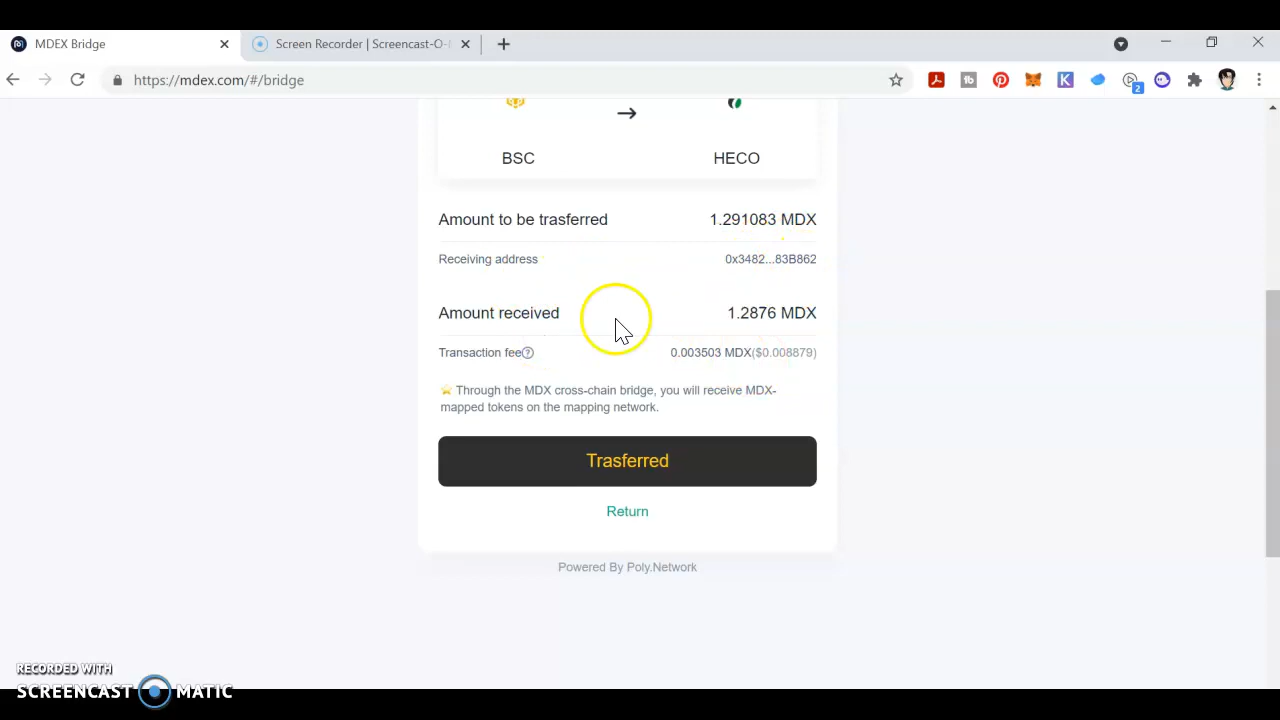 MDEX Bridge
Screen Recorder | Screencast-O-
https://mdex.com/#/bridge
2
BSC
HECO
Amount to be trasferred
1.291083 MDX
Receiving address
0x3482...83B862
Amount received
1.2876 MDX
Transaction fee
0.003503 MDX($0.008879)
Through the MDX cross-chain bridge, you will receive MDX-
mapped tokens on the mapping network.
Trasferred
Return
Powered By Poly.Network
RECORDED WITH
SCREENCAST MATIC